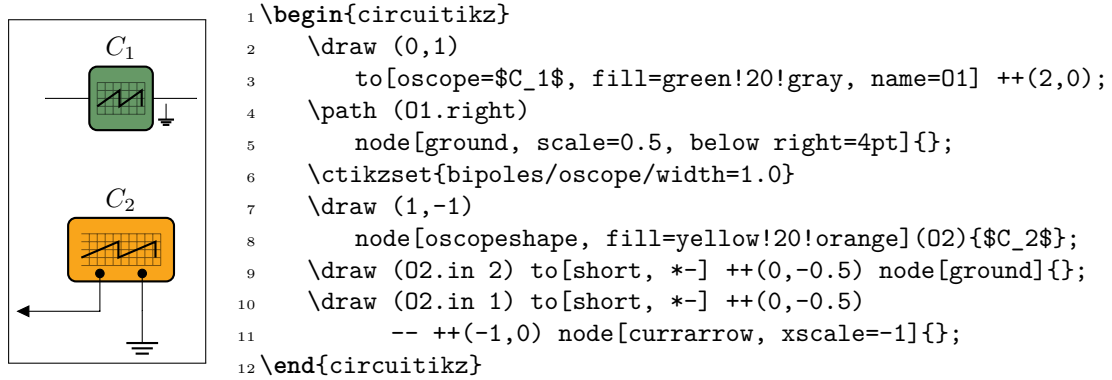 C_1
C_2
1 \begin{circuitikz}
2 \draw (0,1)
3 to[oscope=$C_1$, fill=green!20!gray, name=O1] ++(2,0);
4 \path (O1.right)
5 node[ground, scale=0.5, below right=4pt]{};
6 \ctikzset{bipoles/oscope/width=1.0}
7 \draw (1,-1)
8 node[oscopeshape, fill=yellow!20!orange](O2){$C_2$};
9 \draw (O2.in 2) to[short, *-] ++(0,-0.5) node[ground]{};
10 \draw (O2.in 1) to[short, *-] ++(0,-0.5)
11 -- ++(-1,0) node[currarrow, xscale=-1]{};
12 \end{circuitikz}